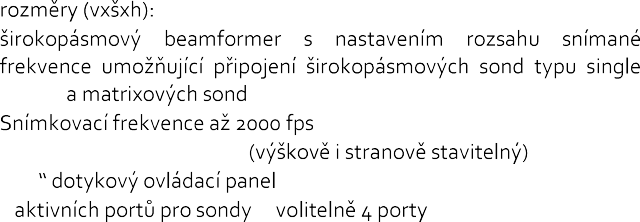 rozměry (vxšxh):
širokopásmový beamformer s nastavením rozsahu snímané
frekvence umožňující připojení širokopásmových sond typu single
a matrixových sond
Snímkovací frekvence až 2000 fps
(výškově i stranově stavitelný)
“ dotykový ovládací panel
aktivních portů pro sondy volitelně 4 porty